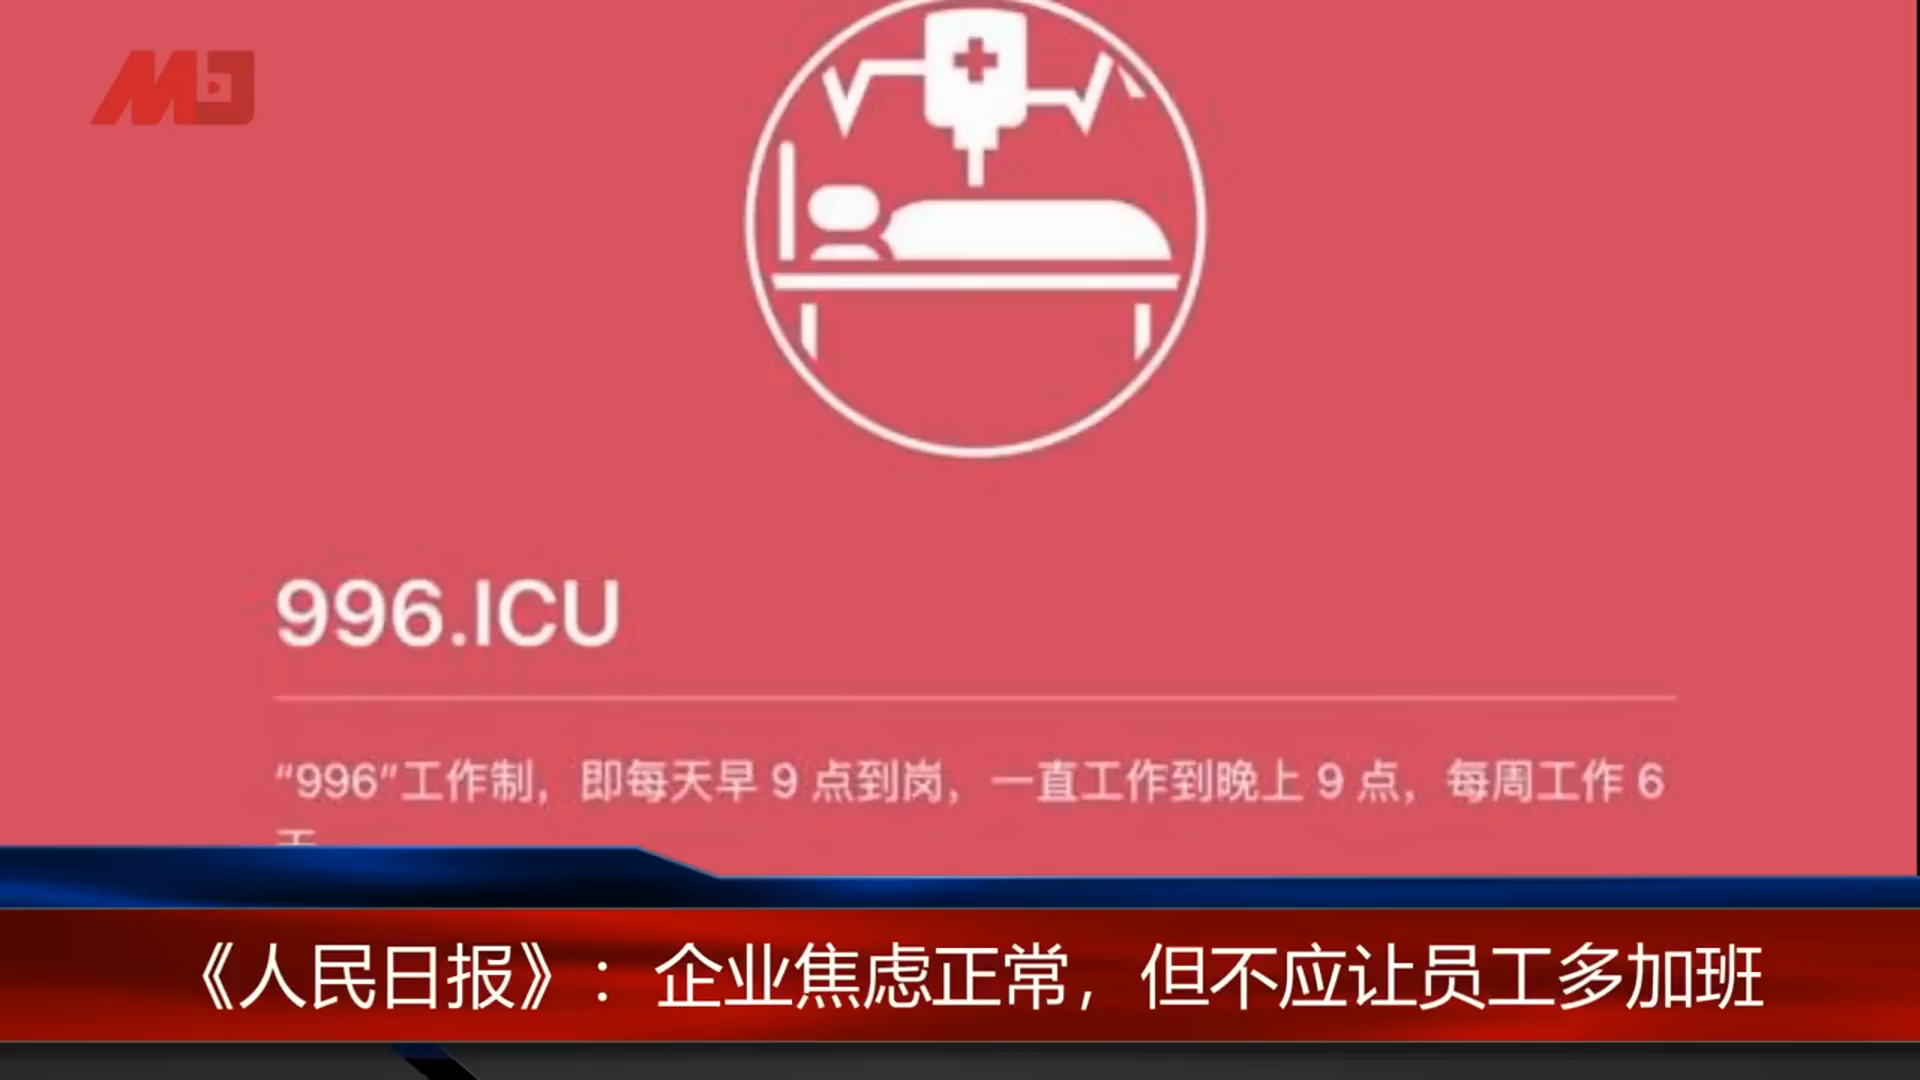 996.ICU
“996”工作制，即每天早 9 点到岗，一直工作到晚上 9 点，每周工作 6
《人民日报》：企业焦虑正常，但不应让员工多加班